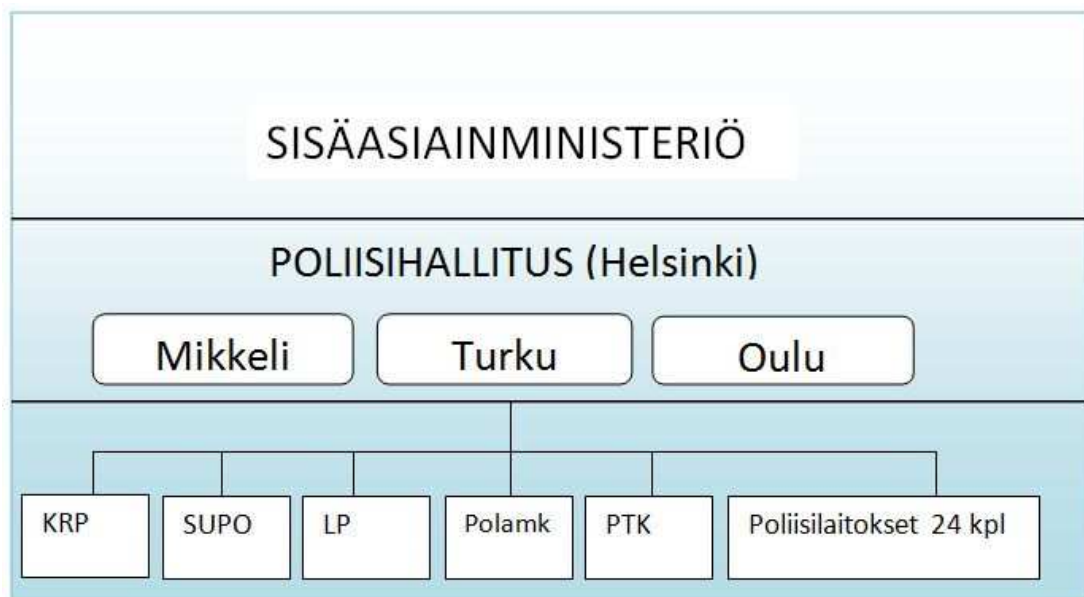 SISÄASIAINMINISTERIÖ
POLIISIHALLITUS (Helsinki)
Mikkeli
Turku
Oulu
KRP
SUPO
LP
Polamk
PTK
Poliisilaitokset 24 kpl